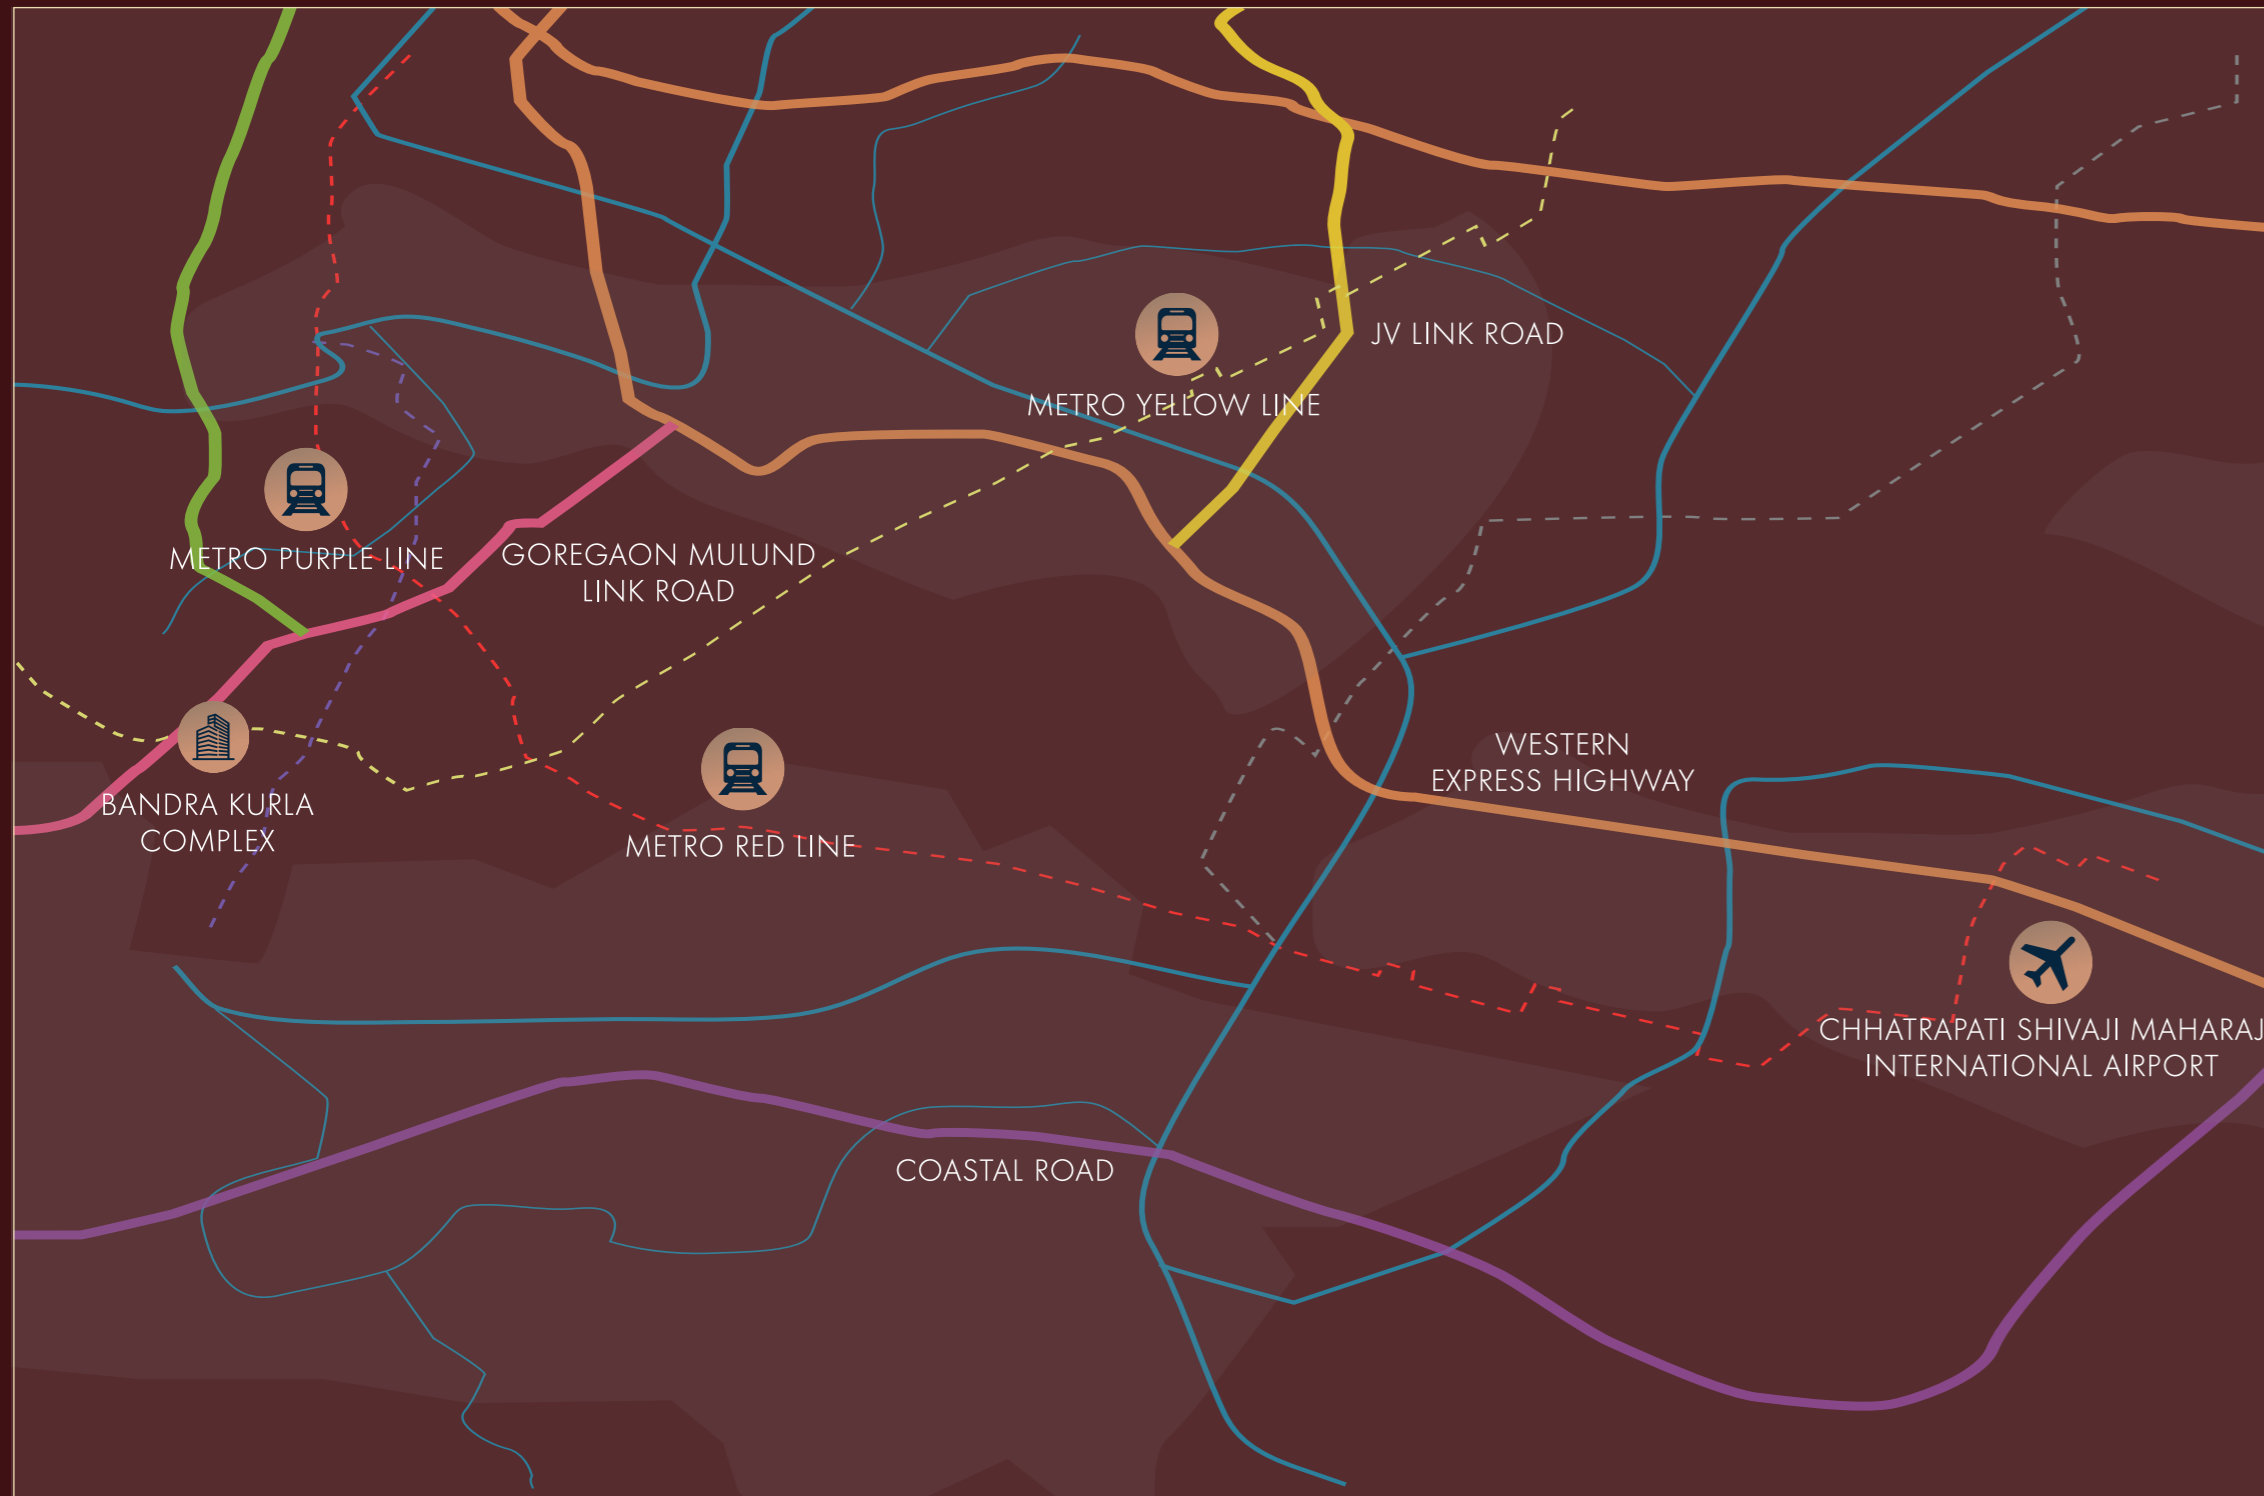 JV LINK ROAD
METRO YELLOW LINE
METRO PURPLE LINE
GOREGAON MULUND
LINK ROAD
WESTERN
EXPRESS HIGHWAY
BANDRA KURLA
COMPLEX
METRO RED LINE
CHHATRAPATI SHIVAJI MAHARAJ
INTERNATIONAL AIRPORT
COASTAL ROAD